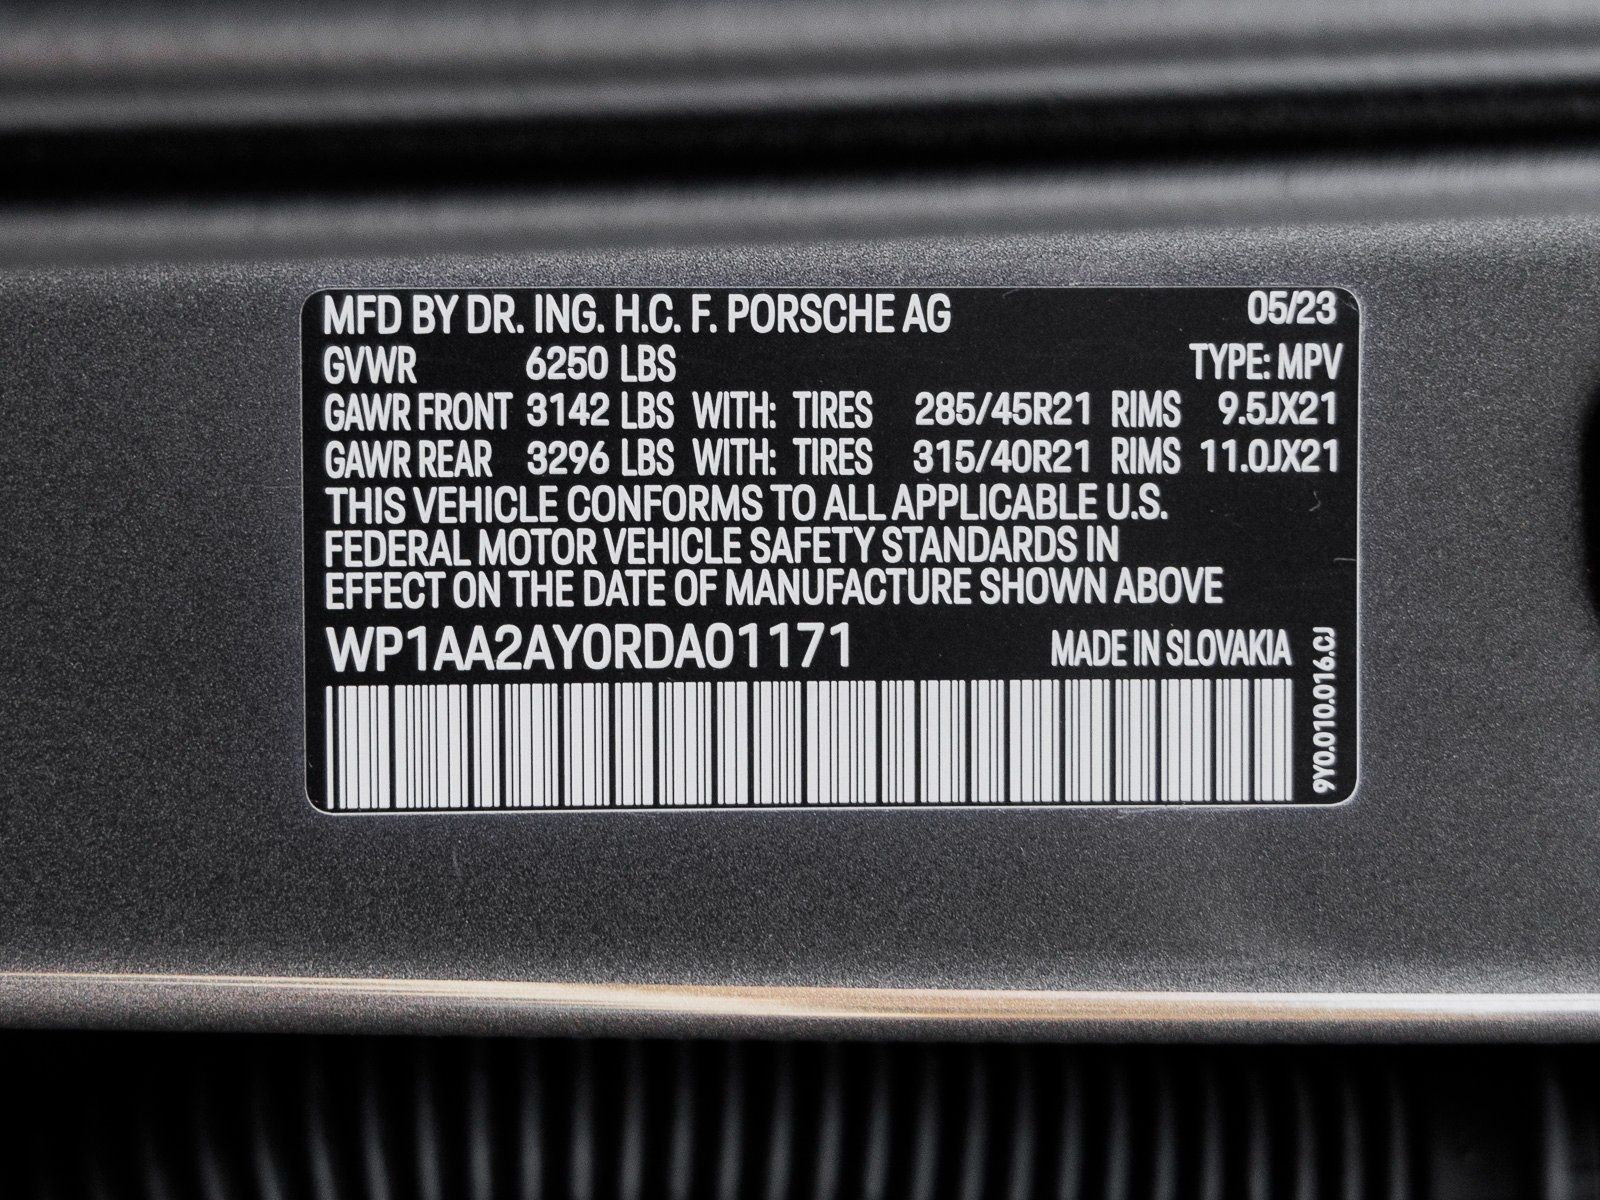 MFD BY DR. ING. H.C. F. PORSCHE AG 05/23
GVWR 6250 LBS TYPE: MPV
GAWR FRONT 3142 LBS WITH: TIRES 285/45R21 RIMS 9.5JX21
GAWR REAR 3296 LBS WITH: TIRES 315/40R21 RIMS 11.0JX21
THIS VEHICLE CONFORMS TO ALL APPLICABLE U.S.
FEDERAL MOTOR VEHICLE SAFETY STANDARDS IN
EFFECT ON THE DATE OF MANUFACTURE SHOWN ABOVE
WP1AA2AY0RDA01171 MADE IN SLOVAKIA
9Y0.010.016.CJ